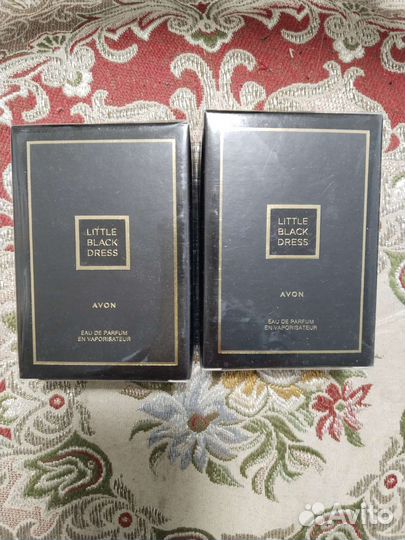 LITTLE
BLACK
DRESS
AVON
EAU DE PARFUM
EN VAPORISATEUR
LITTLE
BLACK
DRESS
AVON
EAU DE PARFUM
EN VAPORISATEUR
Avito